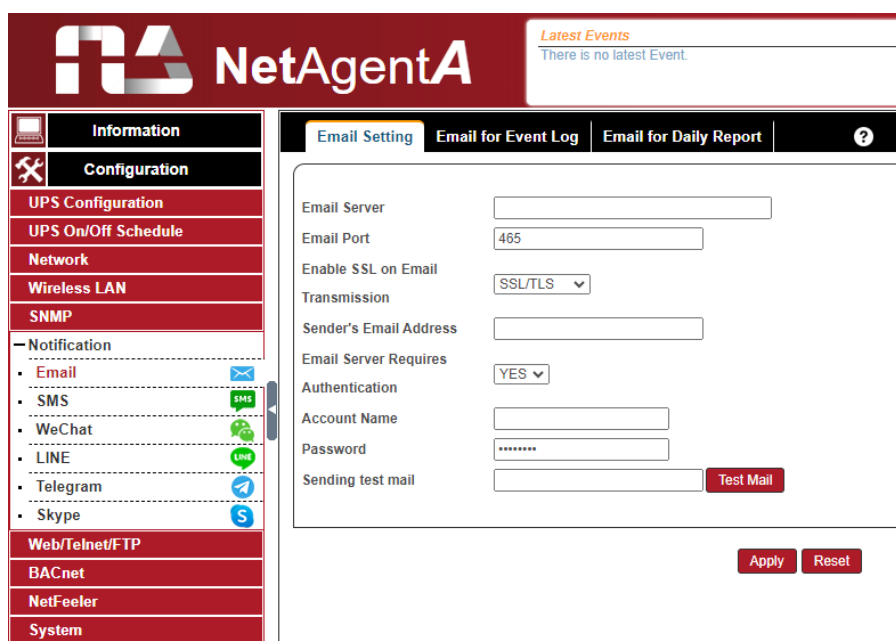 NetAgentA
Latest Events
There is no latest Event.
Information
Configuration
UPS Configuration
UPS On/Off Schedule
Network
Wireless LAN
SNMP
Notification
Email
SMS
SMS
WeChat
LINE
LINE
Telegram
Skype
S
Web/Telnet/FTP
BACnet
NetFeeler
System
Email Setting
Email for Event Log
Email for Daily Report
?
Email Server
Email Port
465
Enable SSL on Email
Transmission
SSL/TLS
Sender's Email Address
Email Server Requires
Authentication
YES
Account Name
Password
••••••••
Sending test mail
Test Mail
Apply
Reset